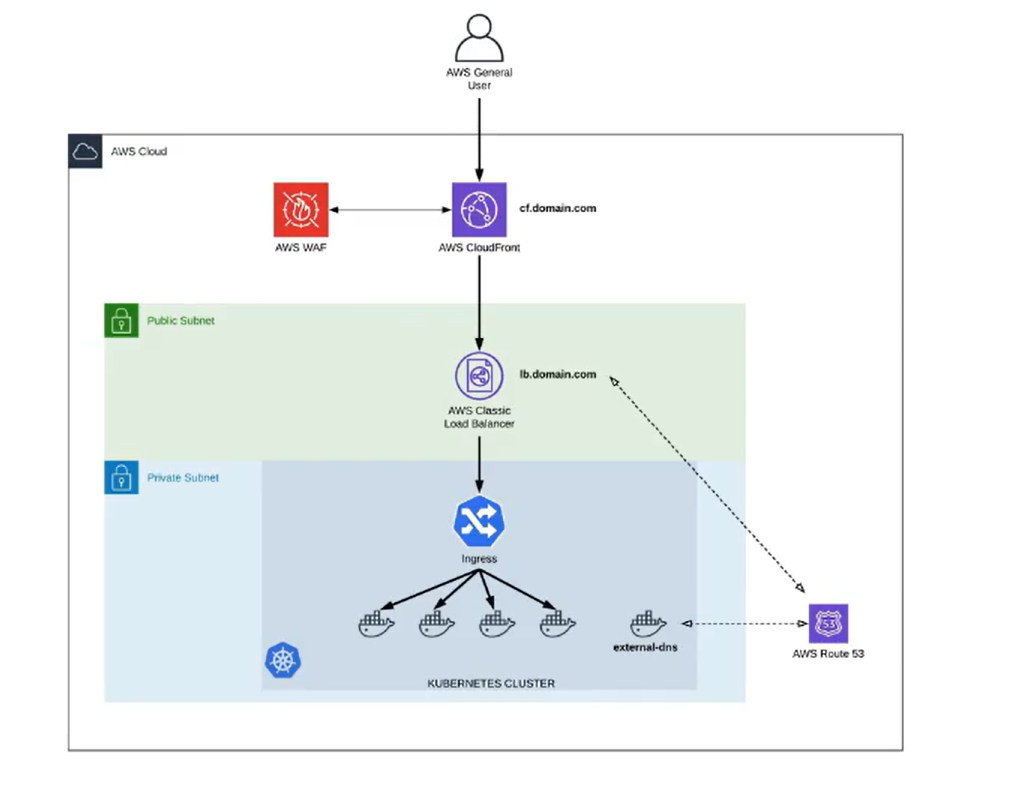 AWS General
User
AWS Cloud
cf.domain.com
AWS WAF
AWS CloudFront
Public Subnet
lb.domain.com
AWS Classic
Load Balancer
Private Subnet
Ingress
53
external-dns
AWS Route 53
KUBERNETES CLUSTER